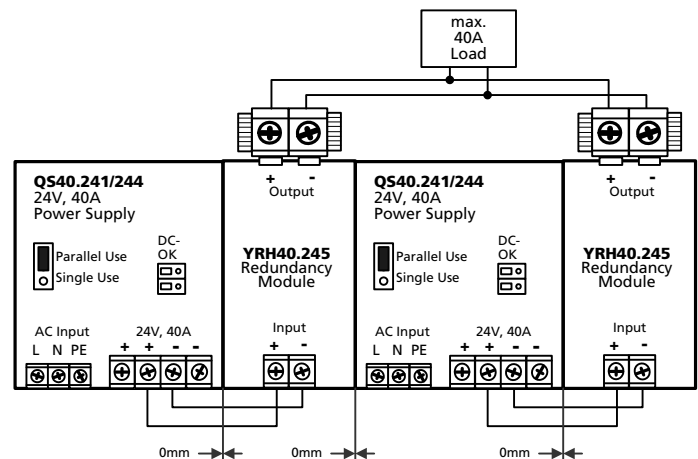 max.
40A
Load
QS40.241/244
24V, 40A
Power Supply
Parallel Use
Single Use
DC-
OK
AC Input
L N PE
24V, 40A
+ + - -
+ -
Output
YRH40.245
Redundancy
Module
Input
+ -
QS40.241/244
24V, 40A
Power Supply
Parallel Use
Single Use
DC-
OK
AC Input
L N PE
24V, 40A
+ + - -
+ -
Output
YRH40.245
Redundancy
Module
Input
+ -
0mm
0mm
0mm